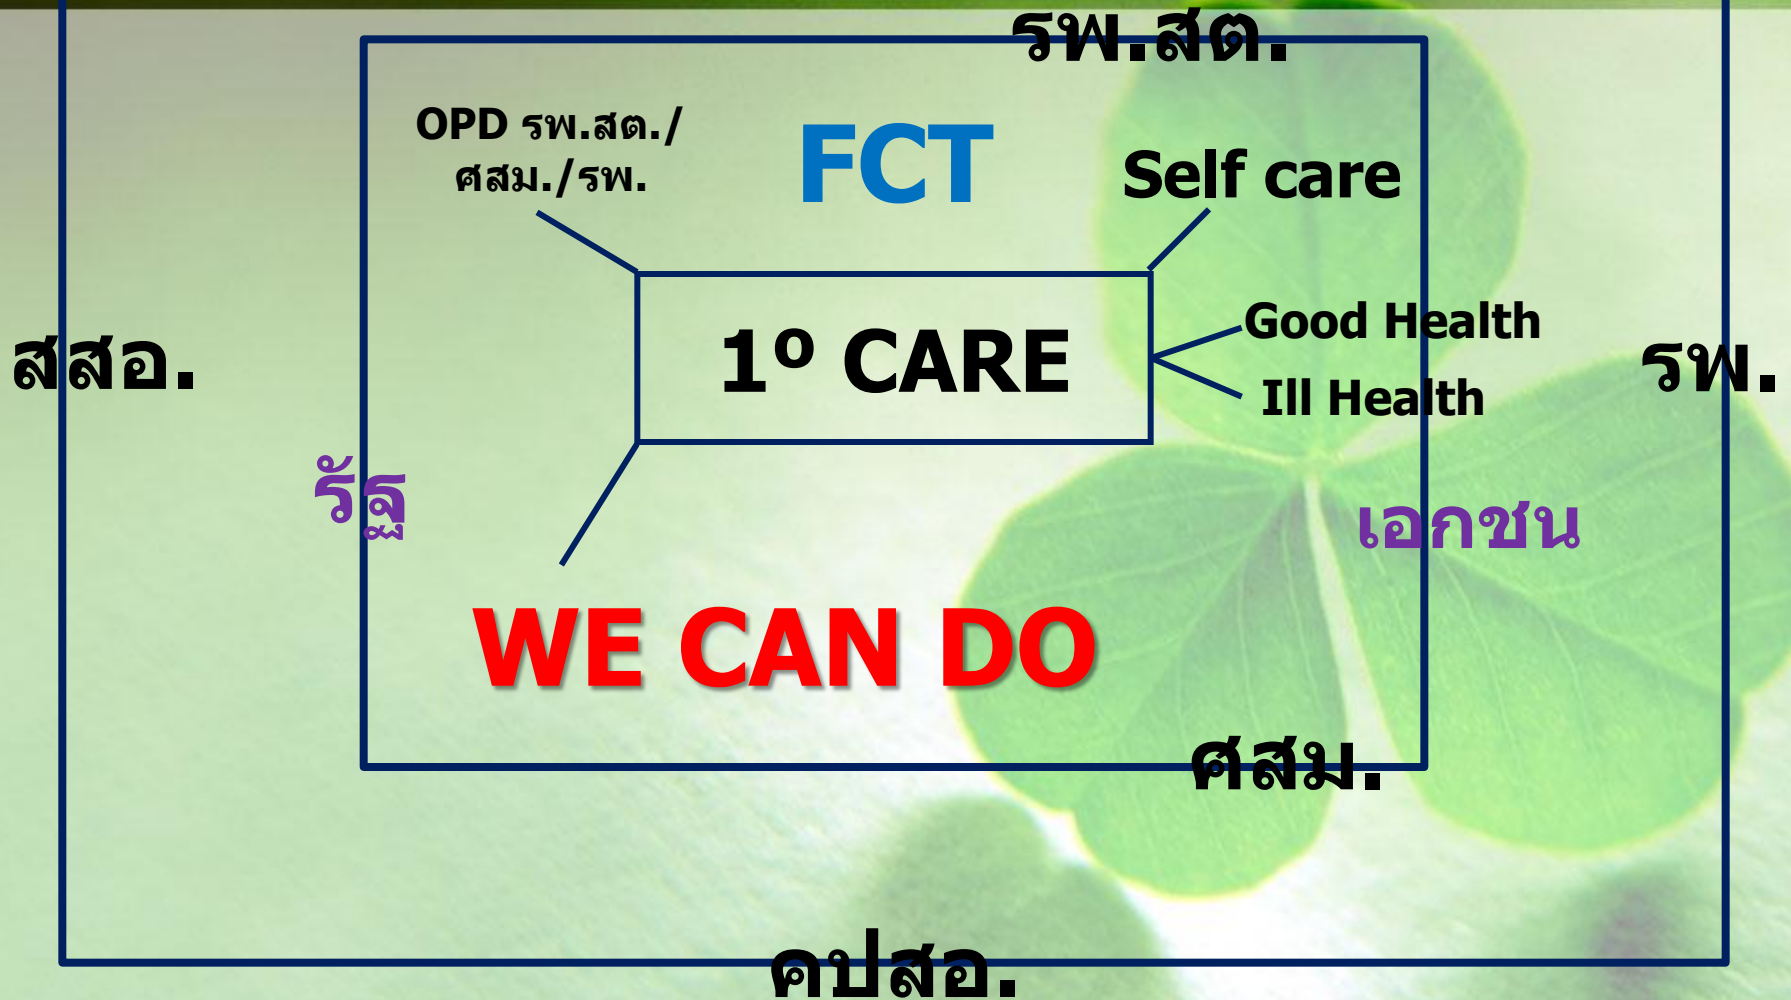 รพ.สต.
OPD รพ.สต./
ศสม./รพ.
FCT
Self care
1º CARE
Good Health
Ill Health
สสอ.
รพ.
รัฐ
เอกชน
WE CAN DO
ศสม.
คปสอ.